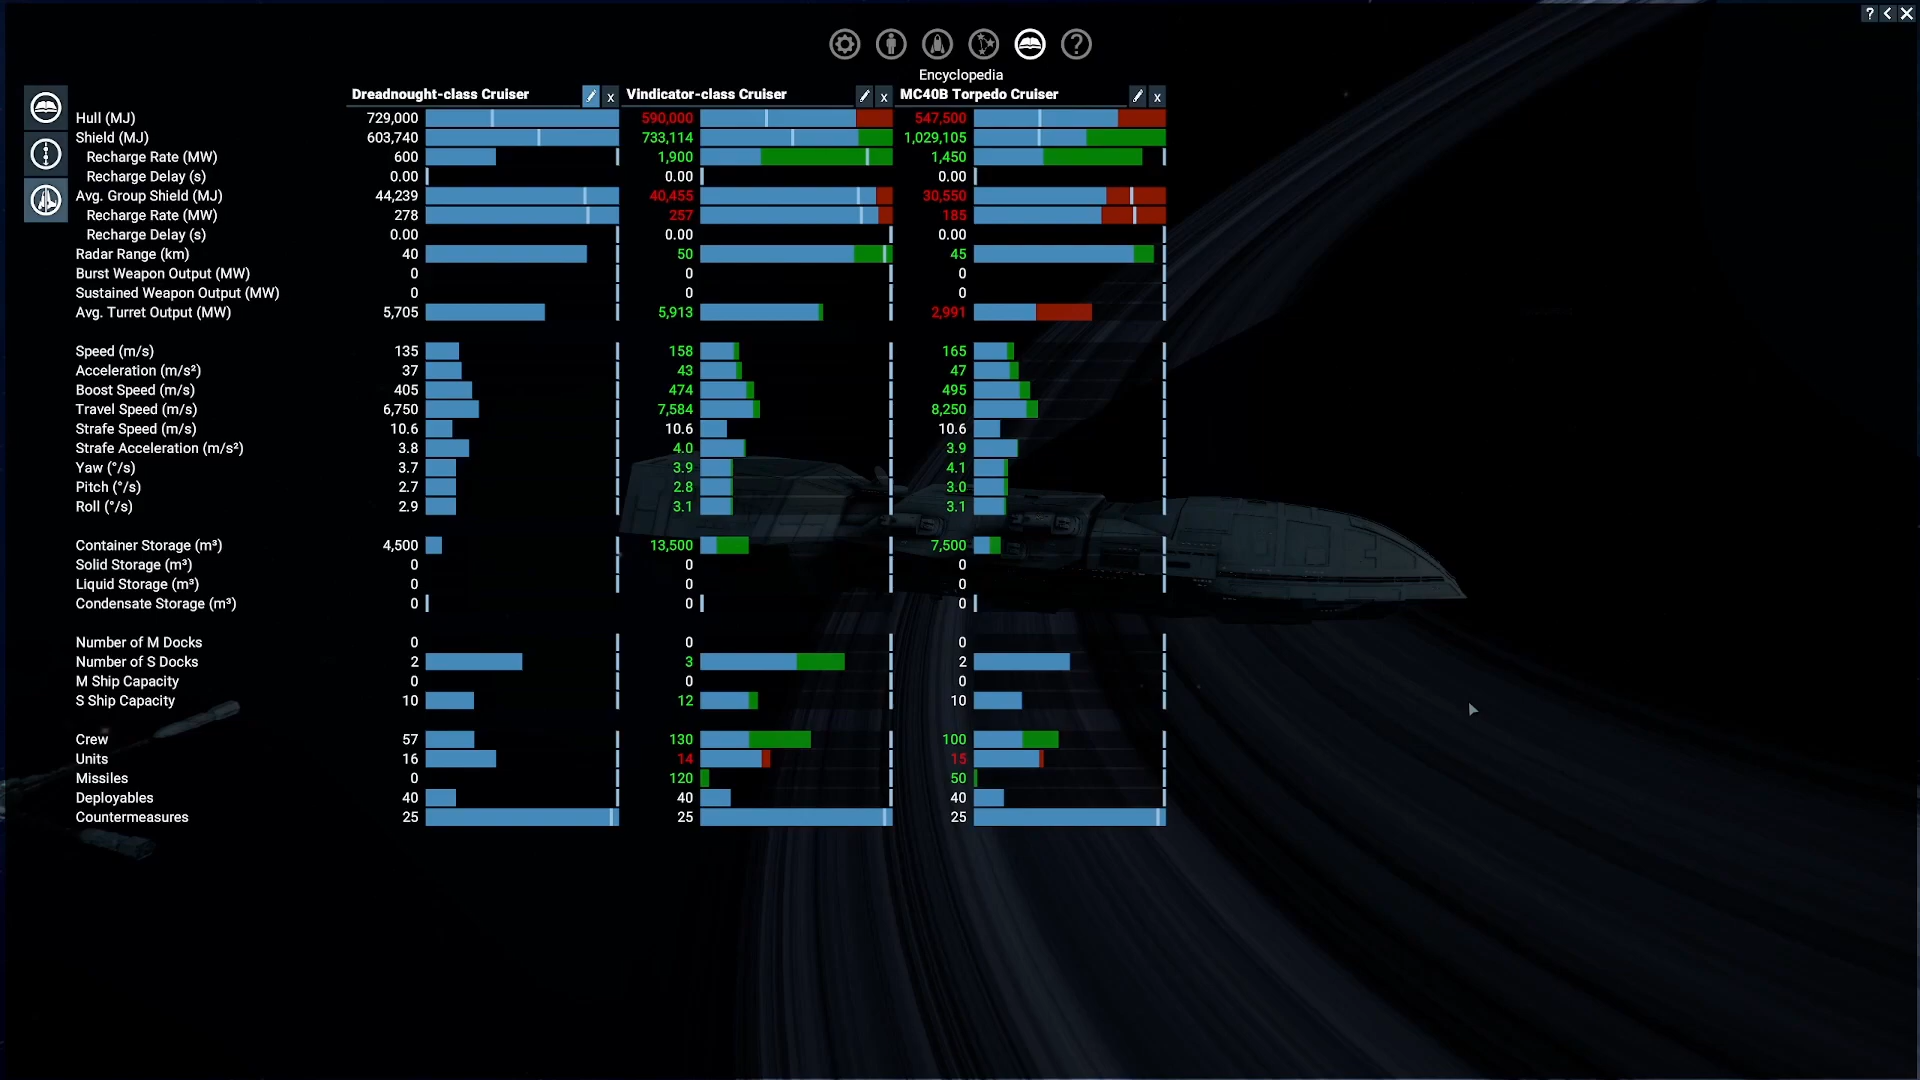 ? < X
?
Encyclopedia
Dreadnought-class Cruiser x Vindicator-class Cruiser x MC40B Torpedo Cruiser x
Hull (MJ) 729,000 590,000 547,500
Shield (MJ) 603,740 733,114 1,029,105
Recharge Rate (MW) 600 1,900 1,450
Recharge Delay (s) 0.00 0.00 0.00
Avg. Group Shield (MJ) 44,239 40,455 30,550
Recharge Rate (MW) 278 257 185
Recharge Delay (s) 0.00 0.00 0.00
Radar Range (km) 40 50 45
Burst Weapon Output (MW) 0 0 0
Sustained Weapon Output (MW) 0 0 0
Avg. Turret Output (MW) 5,705 5,913 2,991
Speed (m/s) 135 158 165
Acceleration (m/s²) 37 43 47
Boost Speed (m/s) 405 474 495
Travel Speed (m/s) 6,750 7,584 8,250
Strafe Speed (m/s) 10.6 10.6 10.6
Strafe Acceleration (m/s²) 3.8 4.0 3.9
Yaw (°/s) 3.7 3.9 4.1
Pitch (°/s) 2.7 2.8 3.0
Roll (°/s) 2.9 3.1 3.1
Container Storage (m³) 4,500 13,500 7,500
Solid Storage (m³) 0 0 0
Liquid Storage (m³) 0 0 0
Condensate Storage (m³) 0 0 0
Number of M Docks 0 0 0
Number of S Docks 2 3 2
M Ship Capacity 0 0 0
S Ship Capacity 10 12 10
Crew 57 130 100
Units 16 14 15
Missiles 0 120 50
Deployables 40 40 40
Countermeasures 25 25 25